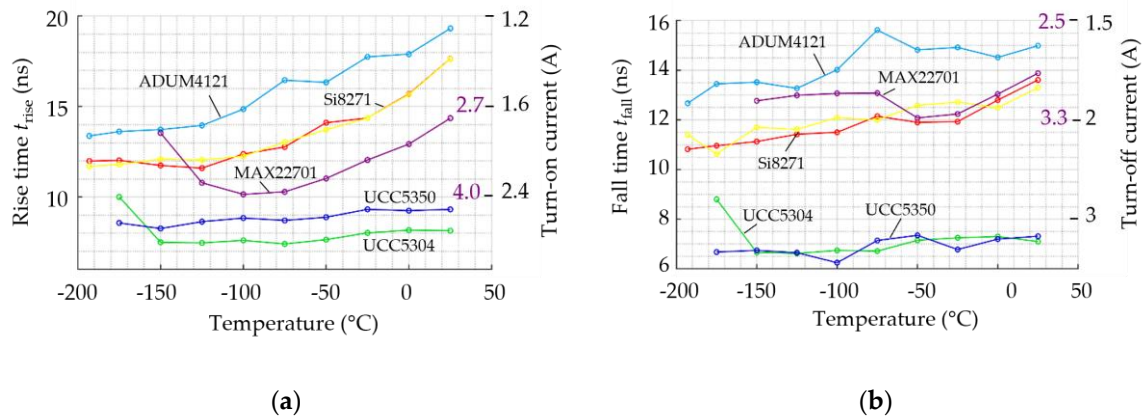 (a)
20
15
10
Rise time trise (ns)
1.2
1.6
2.4
2.7
4.0
Turn-on current (A)
ADUM4121
Si8271
MAX22701
UCC5350
UCC5304
-200 -150 -100 -50 0 50
Temperature (°C)
(a)
(b)
16
14
12
10
8
6
Fall time tfall (ns)
2.5
3.3
1.5
2
3
Turn-off current (A)
ADUM4121
MAX22701
Si8271
UCC5350
UCC5304
-200 -150 -100 -50 0 50
Temperature (°C)
(b)